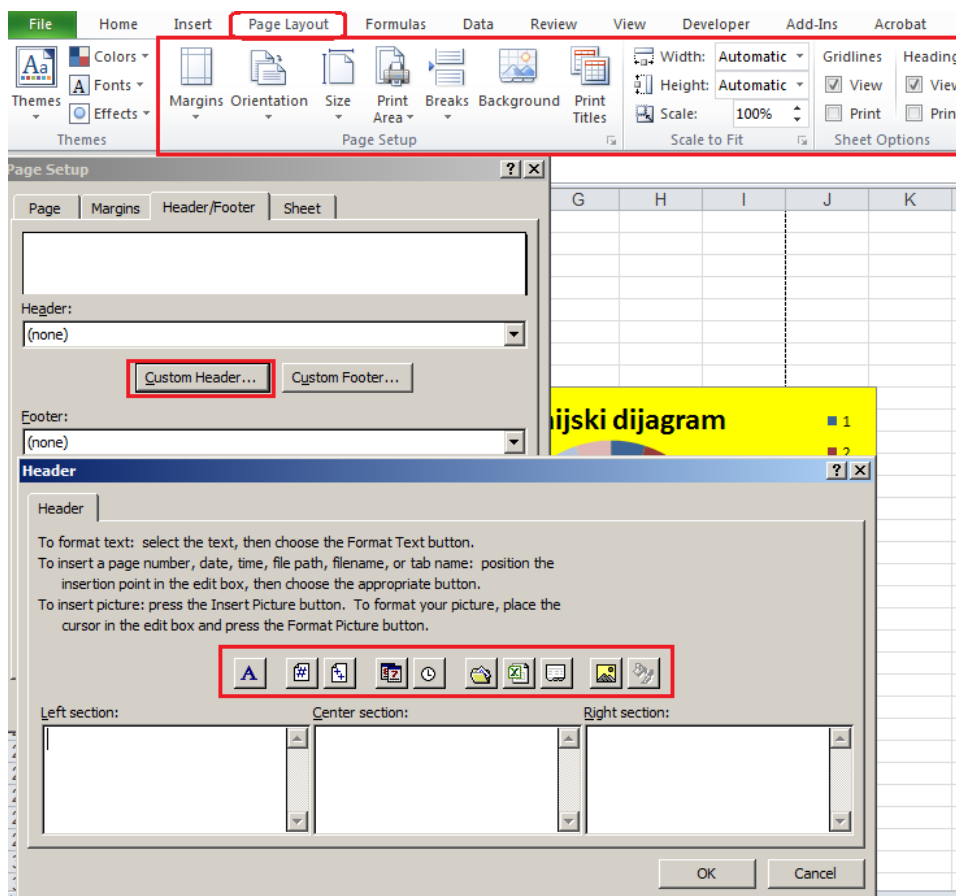 File Home Insert Page Layout Formulas Data Review View Developer Add-Ins Acrobat
Colors Width: Automatic Gridlines
Aa
A Fonts Height: Automatic View
Themes Margins Orientation Size Print Breaks Background Print
Effects Area Titles Scale: 100% Print
Themes Page Setup Scale to Fit Sheet Options
Page Setup
Page Margins Header/Footer Sheet
G H I J K
Header:
(none)
Custom Header... Custom Footer...
Footer:
(none)
dijagram
1
2
Header
Header
To format text: select the text, then choose the Format Text button.
To insert a page number, date, time, file path, filename, or tab name: position the
insertion point in the edit box, then choose the appropriate button.
To insert picture: press the Insert Picture button. To format your picture, place the
cursor in the edit box and press the Format Picture button.
A
Left section: Center section: Right section:
OK Cancel